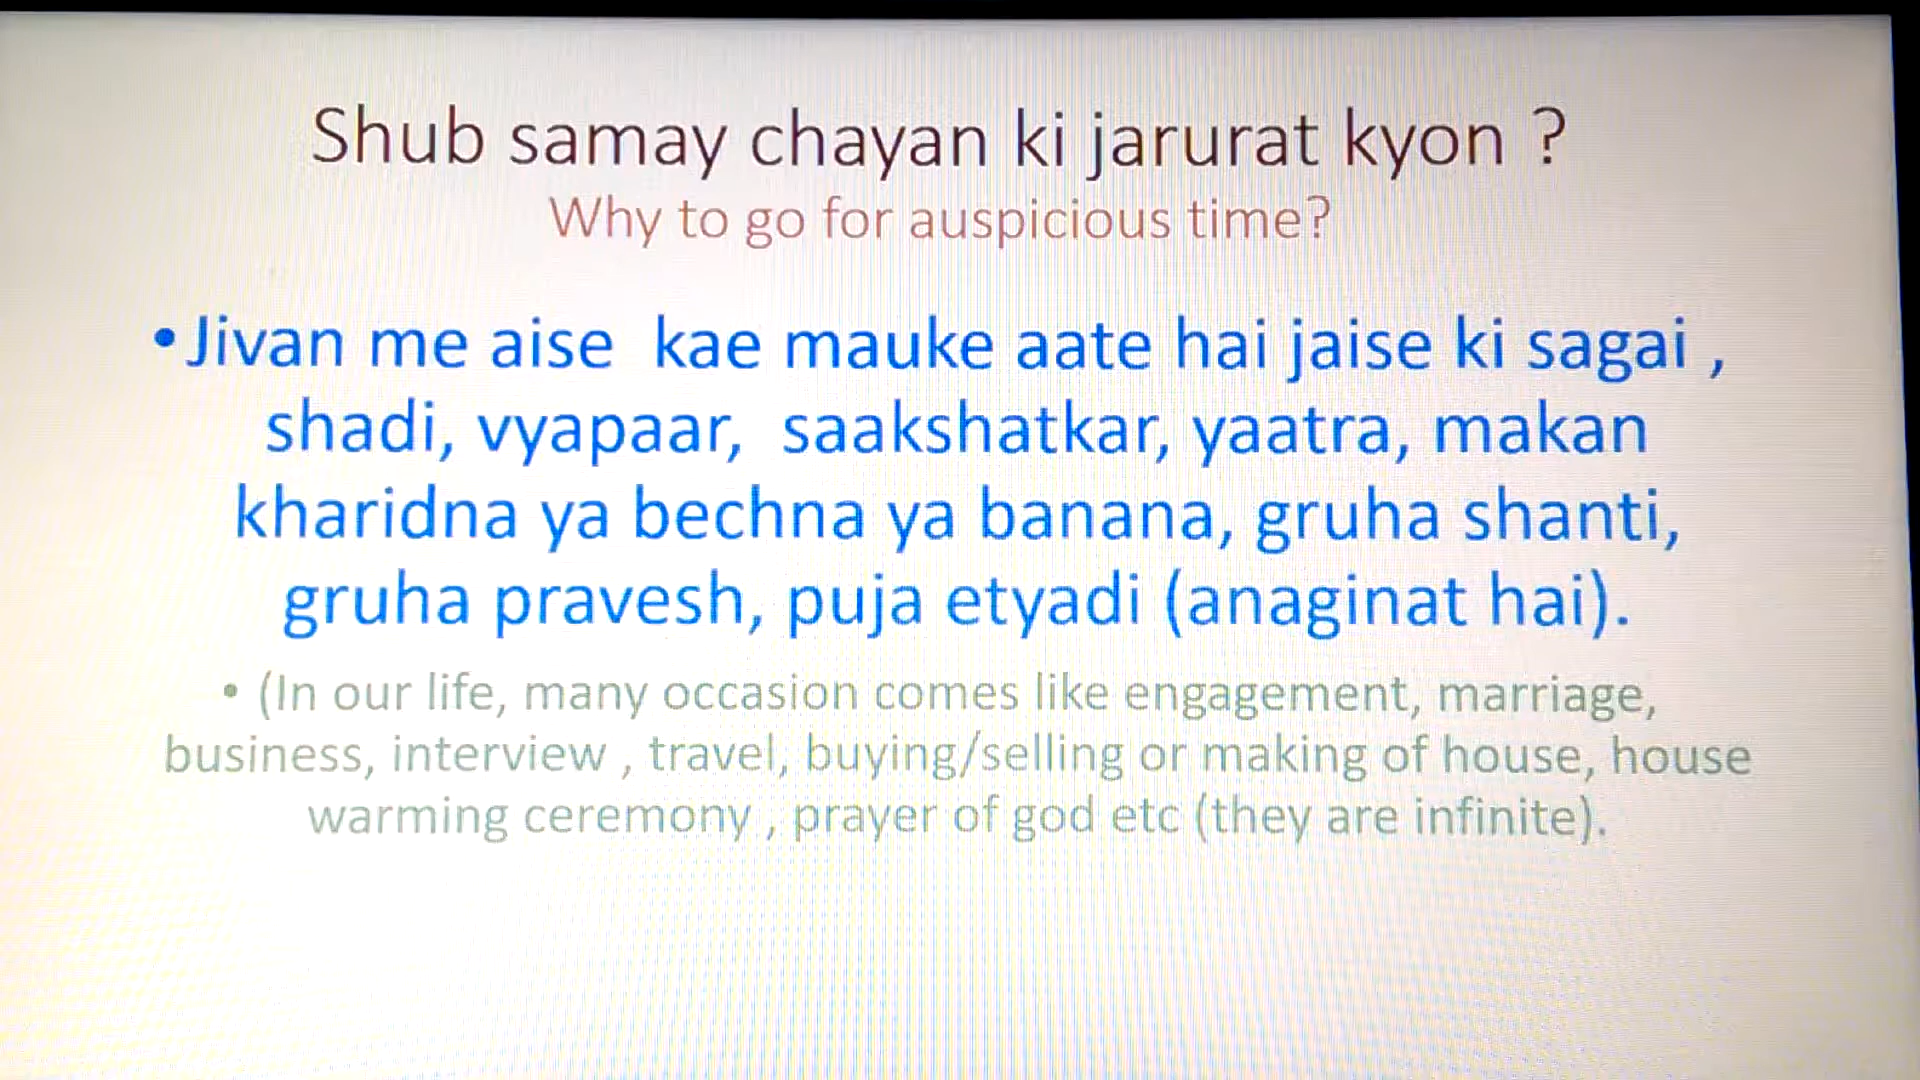 Shub samay chayan ki jarurat kyon ?
Why to go for auspicious time?
•Jivan me aise kae mauke aate hai jaise ki sagai ,
shadi, vyapaar, saakshatkar, yaatra, makan
kharidna ya bechna ya banana, gruha shanti,
gruha pravesh, puja etyadi (anaginat hai).
• (In our life, many occasion comes like engagement, marriage,
business, interview , travel, buying/selling or making of house, house
warming ceremony , prayer of god etc (they are infinite).